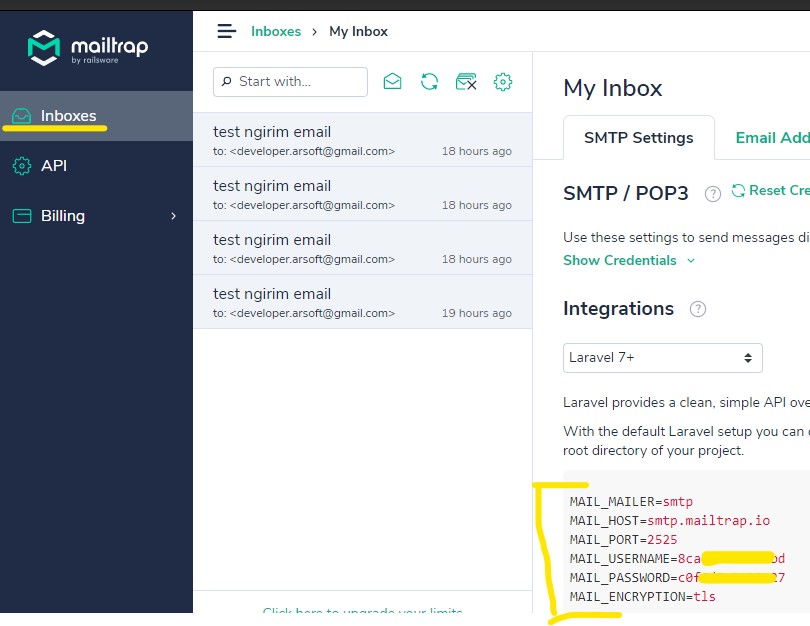 mailtrap
by railsware
Inboxes
API
Billing
Inboxes > My Inbox
Start with...
test ngirim email
to: <developer.arsoft@gmail.com> 18 hours ago
test ngirim email
to: <developer.arsoft@gmail.com> 18 hours ago
test ngirim email
to: <developer.arsoft@gmail.com> 18 hours ago
test ngirim email
to: <developer.arsoft@gmail.com> 19 hours ago
Click here to upgrade your limits
My Inbox
SMTP Settings Email Add
SMTP / POP3 ? Reset Cre
Use these settings to send messages di
Show Credentials
Integrations ?
Laravel 7+
Laravel provides a clean, simple API ove
With the default Laravel setup you can
root directory of your project.
MAIL_MAILER=smtp
MAIL_HOST=smtp.mailtrap.io
MAIL_PORT=2525
MAIL_USERNAME=8ca
MAIL_PASSWORD=c0f
MAIL_ENCRYPTION=tls